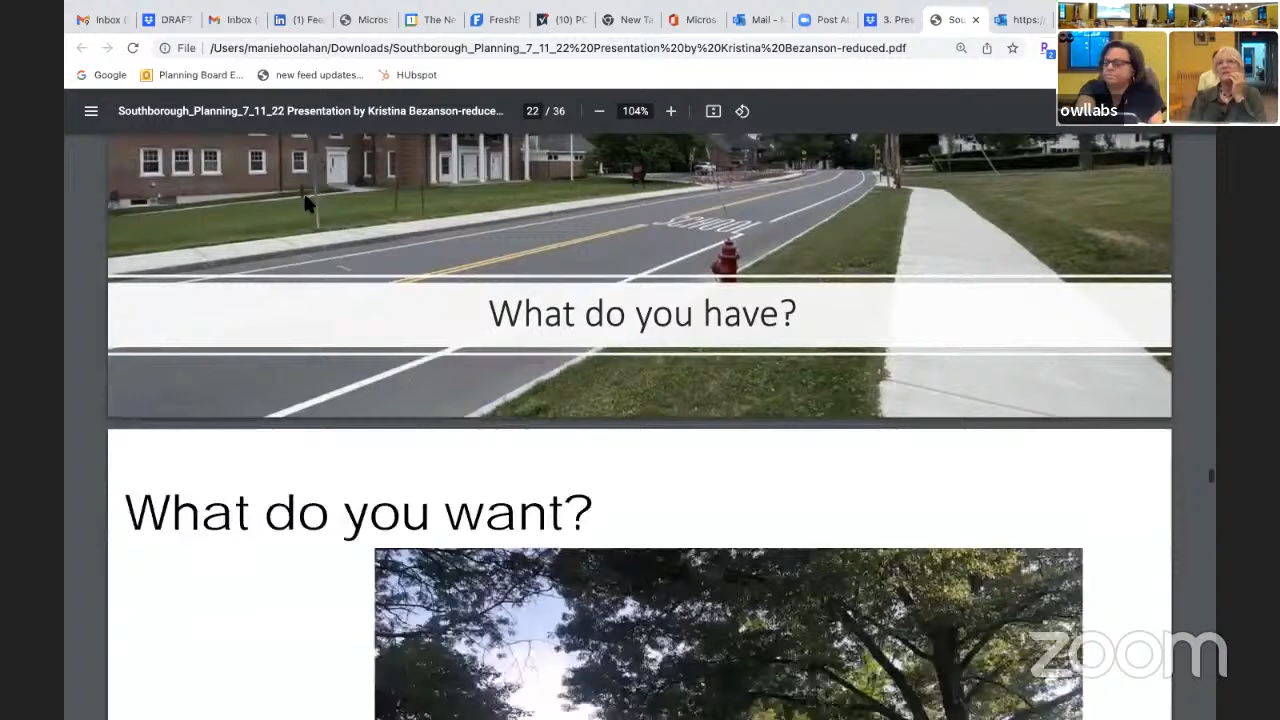 Inbox (
DRAFT
Inbox (
(1) Fee
Micros
The Ne
FreshB
(10) PC
New Ta
Micros
Mail -
Post At
3. Pres
Sou
https:/
File
/Users/maniehoolahan/Downloads/Southborough_Planning_7_11_22%20Presentation%20by%20Kristina%20Bezanson-reduced.pdf
Google
Planning Board E...
new feed updates...
HUbspot
owllabs
Southborough_Planning_7_11_22 Presentation by Kristina Bezanson-reduce...
22 / 36
104%
SCHOOL
What do you have?
What do you want?
zoom